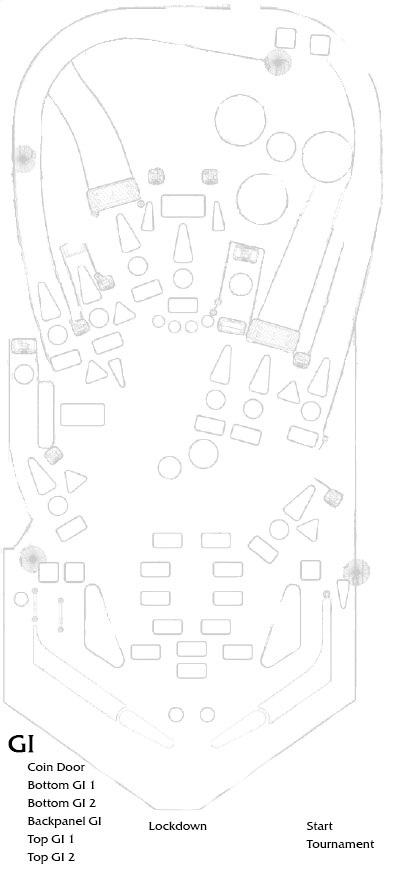 GI
Coin Door
Bottom GI 1
Bottom GI 2
Backpanel GI
Top GI 1
Top GI 2
Lockdown
Start
Tournament